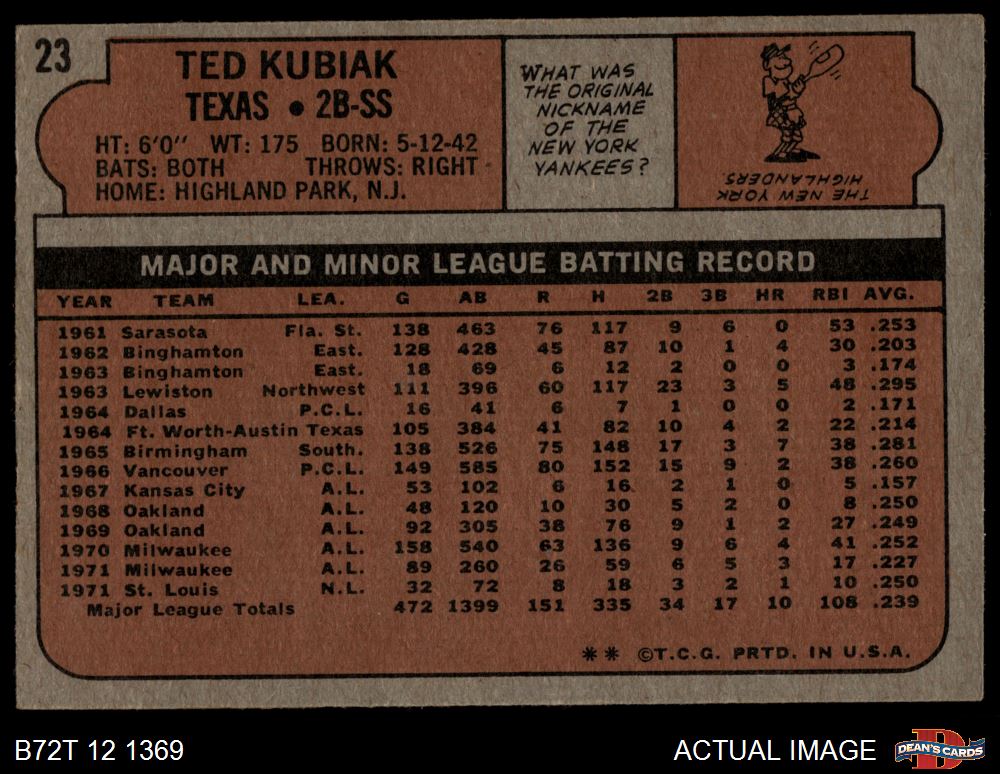 23
TED KUBIAK
TEXAS • 2B-SS
HT: 6'0" WT: 175 BORN: 5-12-42
BATS: BOTH THROWS: RIGHT
HOME: HIGHLAND PARK, N.J.
WHAT WAS
THE ORIGINAL
NICKNAME
OF THE
NEW YORK
YANKEES?
THE NEW YORK
HIGHLANDERS.
MAJOR AND MINOR LEAGUE BATTING RECORD
YEAR TEAM LEA. G AB R H 2B 3B HR RBI AVG.
1961 Sarasota Fla. St. 138 463 76 117 9 6 0 53 .253
1962 Binghamton East. 128 428 45 87 10 1 4 30 .203
1963 Binghamton East. 18 69 6 12 2 0 0 3 .174
1963 Lewiston Northwest 111 396 60 117 23 3 5 48 .295
1964 Dallas P.C.L. 16 41 6 7 1 0 0 2 .171
1964 Ft. Worth-Austin Texas 105 384 41 82 10 4 2 22 .214
1965 Birmingham South. 138 526 75 148 17 3 7 38 .281
1966 Vancouver P.C.L. 149 585 80 152 15 9 2 38 .260
1967 Kansas City A.L. 53 102 6 16 2 1 0 5 .157
1968 Oakland A.L. 48 120 10 30 5 2 0 8 .250
1969 Oakland A.L. 92 305 38 76 9 1 2 27 .249
1970 Milwaukee A.L. 158 540 63 136 9 6 4 41 .252
1971 Milwaukee A.L. 89 260 26 59 6 5 3 17 .227
1971 St. Louis N.L. 32 72 8 18 3 2 1 10 .250
Major League Totals 472 1399 151 335 34 17 10 108 .239
** ©T.C.G. PRTD. IN U.S.A.
B72T 12 1369
ACTUAL IMAGE
DEAN'S CARDS